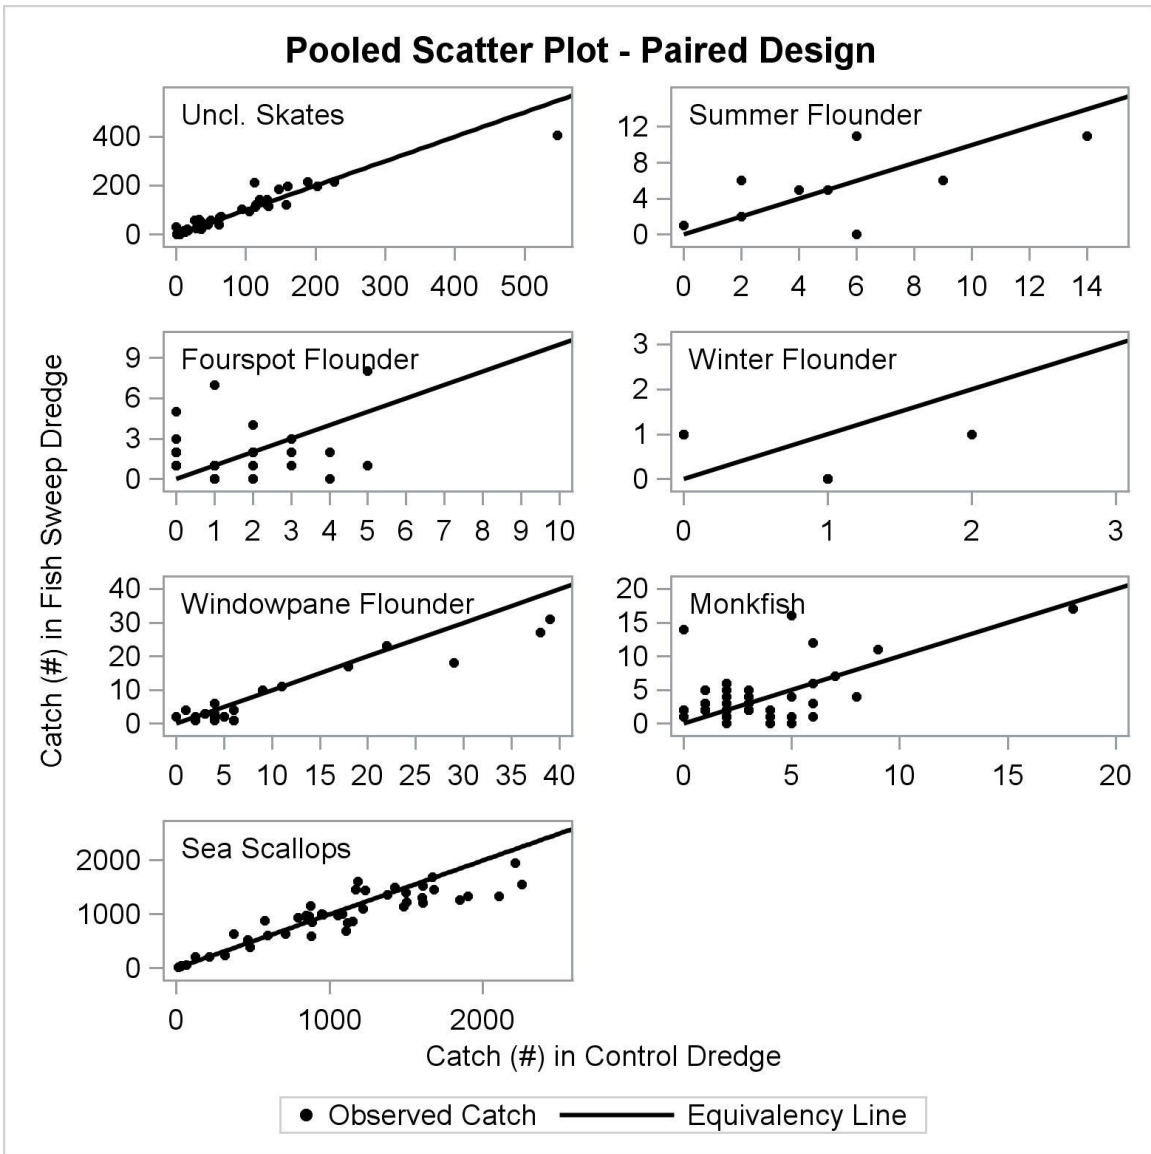 Pooled Scatter Plot - Paired Design
Catch (#) in Fish Sweep Dredge
Uncl. Skates
400
200
0
0 100 200 300 400 500
Summer Flounder
12
8
4
0
0 2 4 6 8 10 12 14
Fourspot Flounder
9
6
3
0
0 1 2 3 4 5 6 7 8 9 10
Winter Flounder
3
2
1
0
0 1 2 3
Windowpane Flounder
40
30
20
10
0
0 5 10 15 20 25 30 35 40
Monkfish
20
15
10
5
0
0 5 10 15 20
Sea Scallops
2000
1000
0
0 1000 2000
Catch (#) in Control Dredge
Observed Catch Equivalency Line